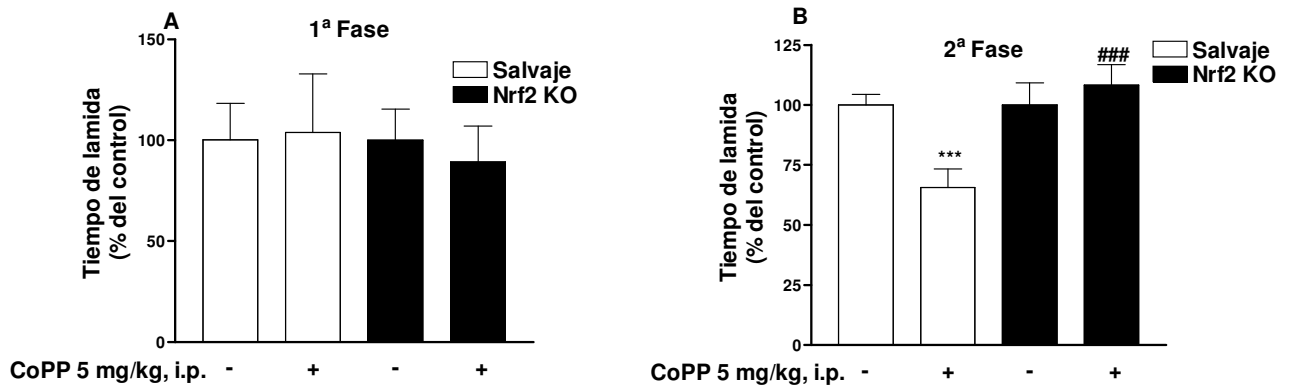 A
1ª Fase
150
100
50
0
Tiempo de lamida
(% del control)
Salvaje
Nrf2 KO
CoPP 5 mg/kg, i.p. - + - +
B
2ª Fase
125
100
75
50
25
0
Tiempo de lamida
(% del control)
***
###
Salvaje
Nrf2 KO
CoPP 5 mg/kg, i.p. - + - +